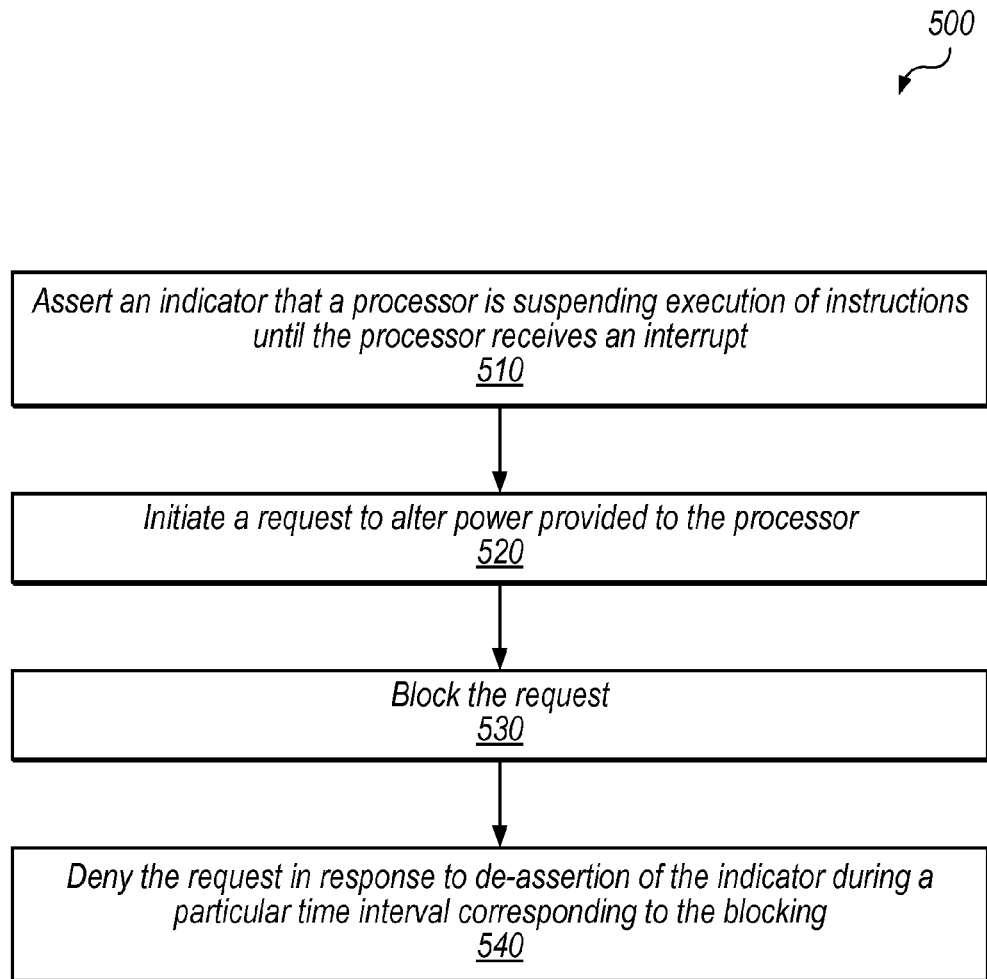 500
Assert an indicator that a processor is suspending execution of instructions
until the processor receives an interrupt
510
Initiate a request to alter power provided to the processor
520
Block the request
530
Deny the request in response to de-assertion of the indicator during a
particular time interval corresponding to the blocking
540